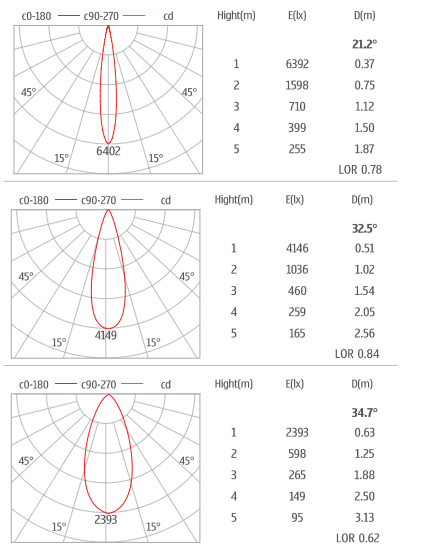 c0-180 c90-270 cd Hight(m) E(lx) D(m)
21.2°
1 6392 0.37
45° 45° 2 1598 0.75
3 710 1.12
4 399 1.50
6402
15° 15° 5 255 1.87
LOR 0.78
c0-180 c90-270 cd Hight(m) E(lx) D(m)
32.5°
1 4146 0.51
45° 45° 2 1036 1.02
3 460 1.54
4 259 2.05
4149
15° 15° 5 165 2.56
LOR 0.84
c0-180 c90-270 cd Hight(m) E(lx) D(m)
34.7°
1 2393 0.63
45° 45° 2 598 1.25
3 265 1.88
4 149 2.50
2393
15° 15° 5 95 3.13
LOR 0.62